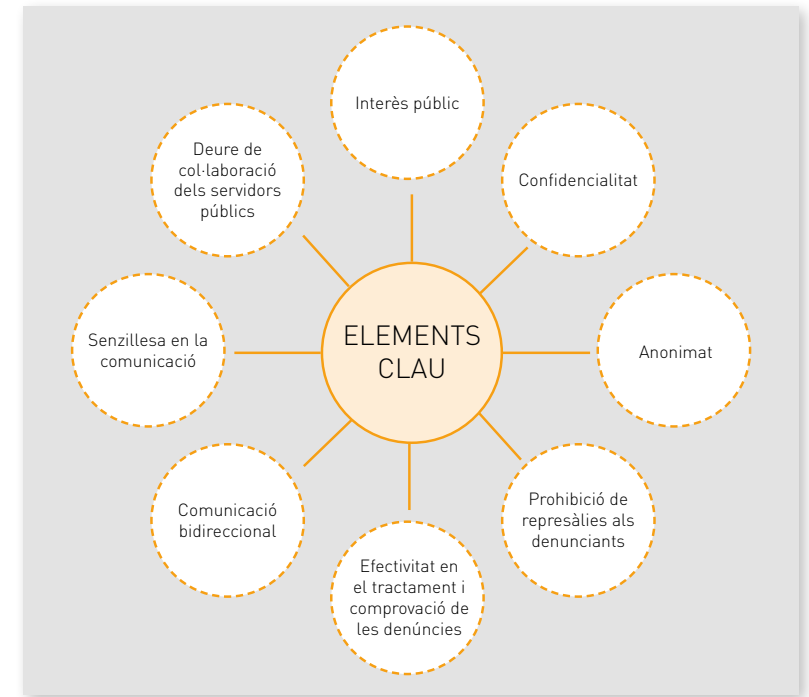 Interès públic
Confidencialitat
Anonimat
Prohibició de
represàlies als
denunciants
Efectivitat en
el tractament i
comprovació de
les denúncies
Comunicació
bidireccional
Senzillesa en la
comunicació
Deure de
col·laboració
dels servidors
públics
ELEMENTS
CLAU